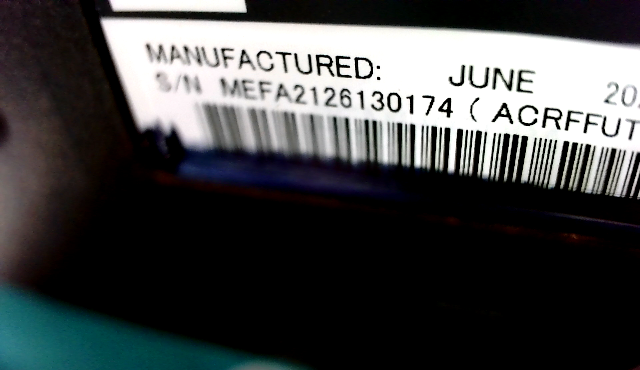 MANUFACTURED: JUNE 20
S/N MEFA2126130174 ( ACRFFUT